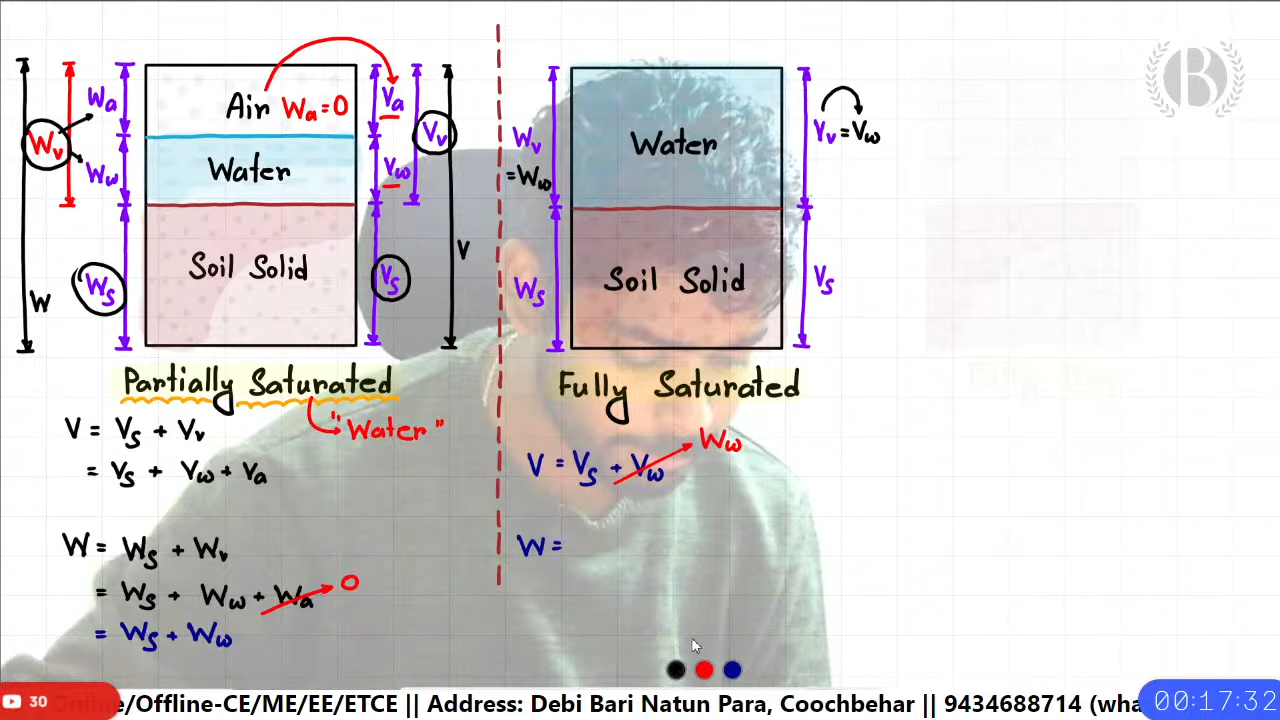 Wa
Air Wa=0
Va
Wv
Vv
Ww
Water
Vw
V
Ws
Soil Solid
Vs
W
Partially Saturated
"Water"
V = Vs + Vv
= Vs + Vw + Va
W = Ws + Wv
= Ws + Ww + Wa 0
= Ws + Ww
Wv
=Ww
Water
Vv = Vw
Ws
Soil Solid
Vs
Fully Saturated
V = Vs + Vw Ww
W =
B
30
/Offline-CE/ME/EE/ETCE || Address: Debi Bari Natun Para, Coochbehar || 9434688714 (wha
00:17:32